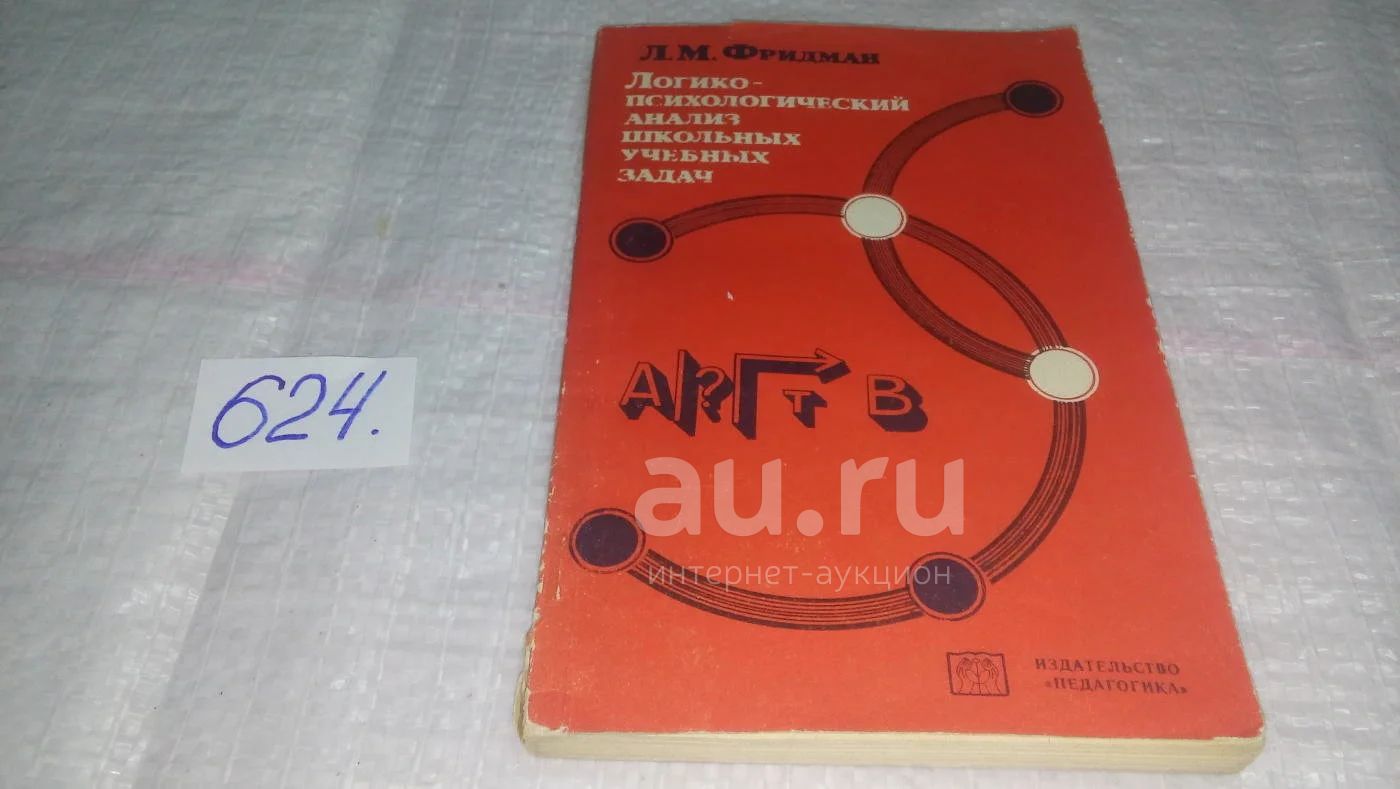 Л.М. Фридман
Логико-
психологический
анализ
школьных
учебных
задач
А/?Г т В
624.
au.ru
интернет-аукцион
ИЗДАТЕЛЬСТВО
«ПЕДАГОГИКА»